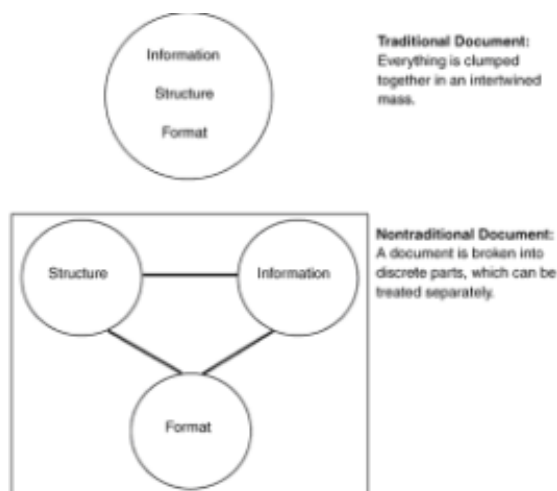 Information
Structure
Format
Traditional Document:
Everything is clumped
together in an intertwined
mass.
Structure
Information
Format
Nontraditional Document:
A document is broken into
discrete parts, which can be
treated separately.